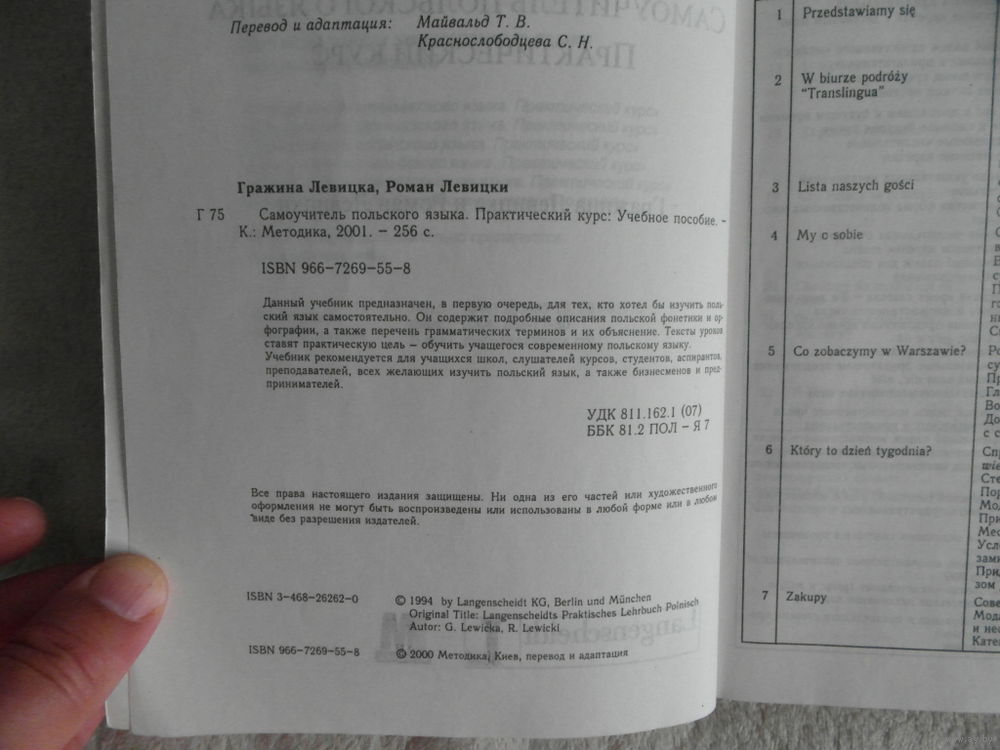 Перевод и адаптация: Майвальд Т. В.
Краснослободцева С. Н.
Гражина Левицка, Роман Левицки
Г 75 Самоучитель польского языка. Практический курс: Учебное пособие. –
К.: Методика, 2001. – 256 с.
ISBN 966–7269–55–8
Данный учебник предназначен, в первую очередь, для тех, кто хотел бы изучить поль-
ский язык самостоятельно. Он содержит подробные описания польской фонетики и ор-
фографии, а также перечень грамматических терминов и их объяснение. Тексты уроков
ставят практическую цель – обучить учащегося современному польскому языку.
Учебник рекомендуется для учащихся школ, слушателей курсов, студентов, аспирантов,
преподавателей, всех желающих изучить польский язык, а также бизнесменов и пред-
принимателей.
УДК 811.162.1 (07)
ББК 81.2 ПОЛ – Я 7
Все права настоящего издания защищены. Ни одна из его частей или художественного
оформления не могут быть воспроизведены или использованы в любой форме или в любом
виде без разрешения издателей.
ISBN 3–468–26262–0 © 1994 by Langenscheidt KG, Berlin und München
Original Title: Langenscheidts Praktisches Lehrbuch Polnisch
Autor: G. Lewicka, R. Lewicki
ISBN 966–7269–55–8 © 2000 Методика, Киев, перевод и адаптация
1 Przedstawiamy się
2 W biurze podróży
"Translingua"
3 Lista naszych gości
4 My o sobie
5 Co zobaczymy w Warszawie?
6 Który to dzień tygodnia?
7 Zakupy